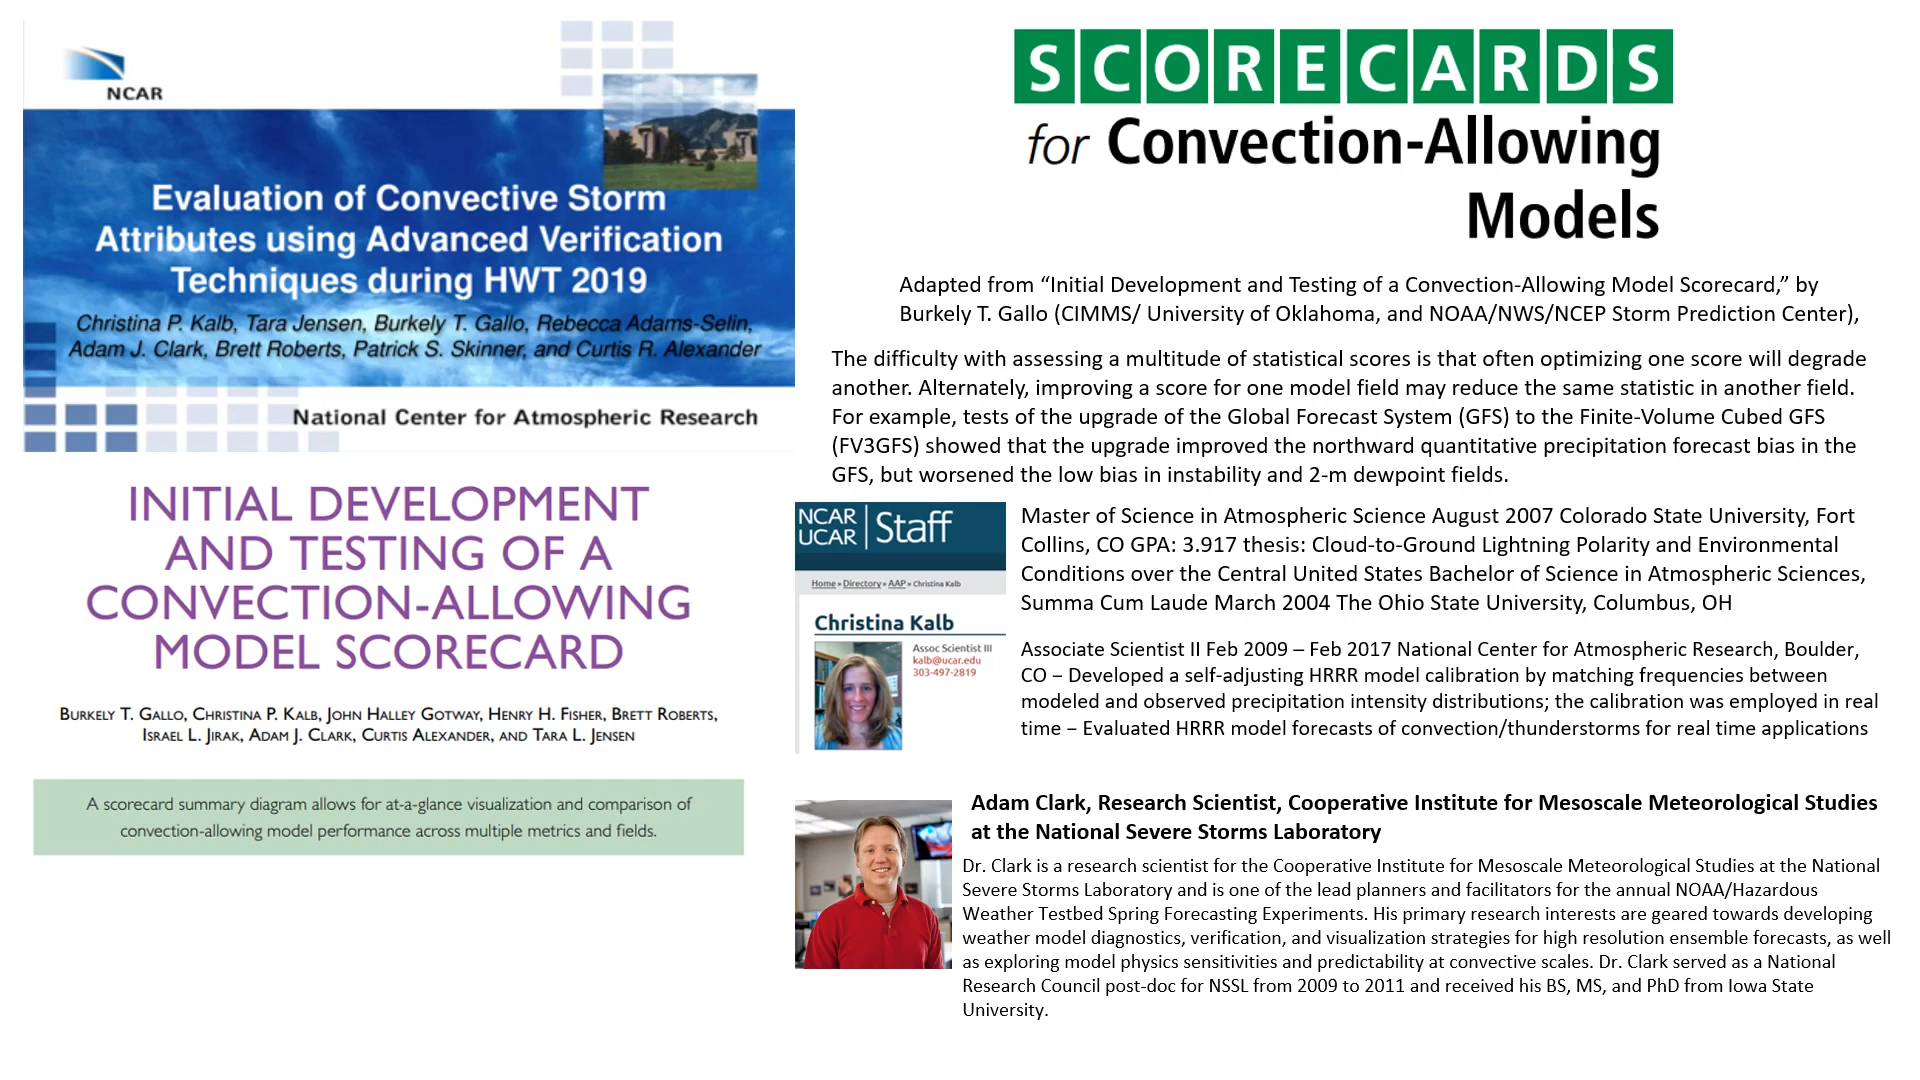 NCAR
Evaluation of Convective Storm
Attributes using Advanced Verification
Techniques during HWT 2019
Christina P. Kalb, Tara Jensen, Burkely T. Gallo, Rebecca Adams-Selin,
Adam J. Clark, Brett Roberts, Patrick S. Skinner, and Curtis R. Alexander
National Center for Atmospheric Research
INITIAL DEVELOPMENT
AND TESTING OF A
CONVECTION-ALLOWING
MODEL SCORECARD
BURKELY T. GALLO, CHRISTINA P. KALB, JOHN HALLEY GOTWAY, HENRY H. FISHER, BRETT ROBERTS,
ISRAEL L. JIRAK, ADAM J. CLARK, CURTIS ALEXANDER, AND TARA L. JENSEN
A scorecard summary diagram allows for at-a-glance visualization and comparison of
convection-allowing model performance across multiple metrics and fields.
SCORECARDS
for Convection-Allowing
Models
Adapted from “Initial Development and Testing of a Convection-Allowing Model Scorecard,” by
Burkely T. Gallo (CIMMS/ University of Oklahoma, and NOAA/NWS/NCEP Storm Prediction Center),
The difficulty with assessing a multitude of statistical scores is that often optimizing one score will degrade
another. Alternately, improving a score for one model field may reduce the same statistic in another field.
For example, tests of the upgrade of the Global Forecast System (GFS) to the Finite-Volume Cubed GFS
(FV3GFS) showed that the upgrade improved the northward quantitative precipitation forecast bias in the
GFS, but worsened the low bias in instability and 2-m dewpoint fields.
NCAR
UCAR Staff
Home » Directory » AAP » Christina Kalb
Christina Kalb
Assoc Scientist III
kalb@ucar.edu
303-497-2819
Master of Science in Atmospheric Science August 2007 Colorado State University, Fort
Collins, CO GPA: 3.917 thesis: Cloud-to-Ground Lightning Polarity and Environmental
Conditions over the Central United States Bachelor of Science in Atmospheric Sciences,
Summa Cum Laude March 2004 The Ohio State University, Columbus, OH
Associate Scientist II Feb 2009 – Feb 2017 National Center for Atmospheric Research, Boulder,
CO − Developed a self-adjusting HRRR model calibration by matching frequencies between
modeled and observed precipitation intensity distributions; the calibration was employed in real
time − Evaluated HRRR model forecasts of convection/thunderstorms for real time applications
Adam Clark, Research Scientist, Cooperative Institute for Mesoscale Meteorological Studies
at the National Severe Storms Laboratory
Dr. Clark is a research scientist for the Cooperative Institute for Mesoscale Meteorological Studies at the National
Severe Storms Laboratory and is one of the lead planners and facilitators for the annual NOAA/Hazardous
Weather Testbed Spring Forecasting Experiments. His primary research interests are geared towards developing
weather model diagnostics, verification, and visualization strategies for high resolution ensemble forecasts, as well
as exploring model physics sensitivities and predictability at convective scales. Dr. Clark served as a National
Research Council post-doc for NSSL from 2009 to 2011 and received his BS, MS, and PhD from Iowa State
University.